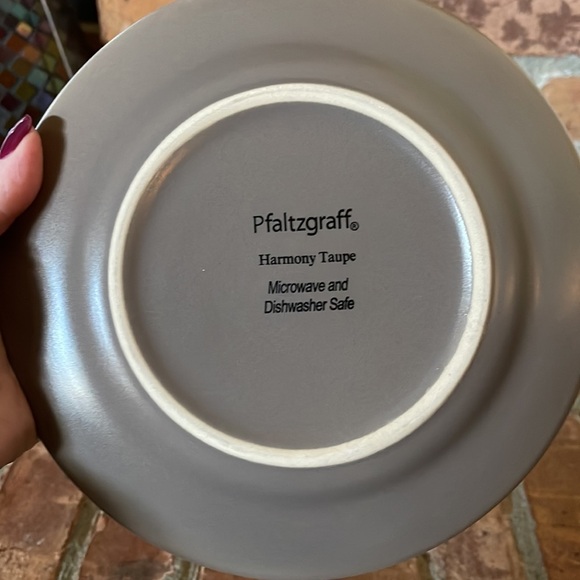 Pfaltzgraff®
Harmony Taupe
Microwave and
Dishwasher Safe